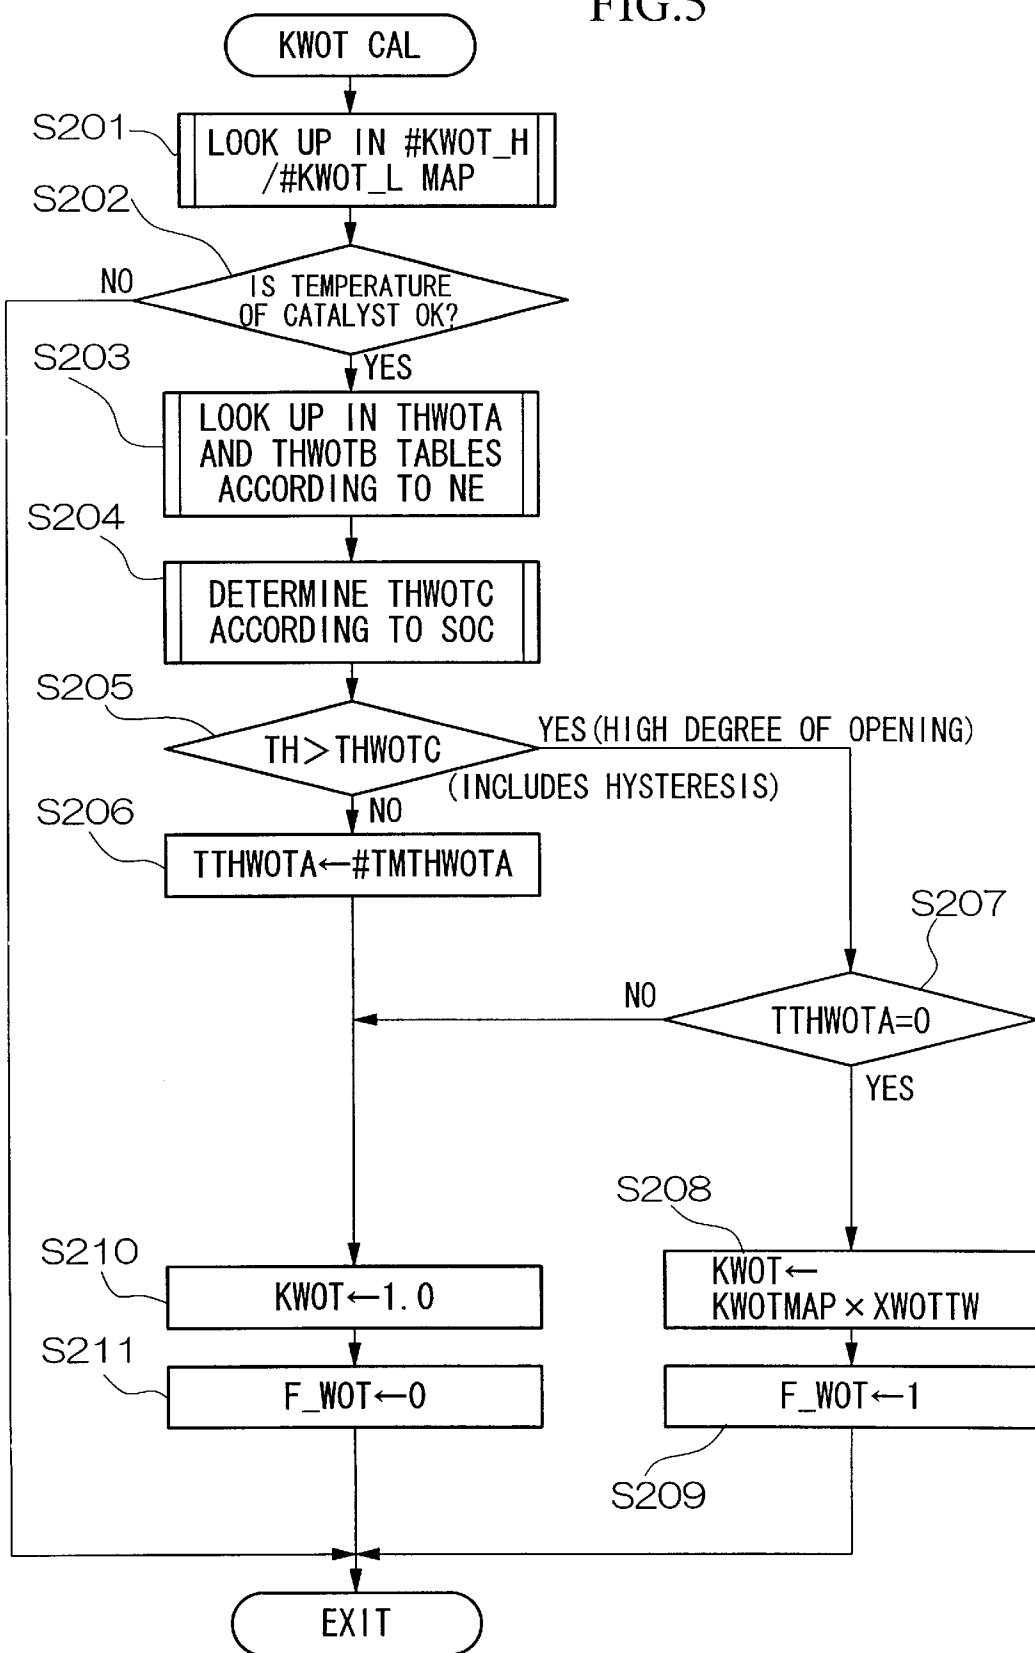 FIG.5
KWOT CAL
S201
LOOK UP IN #KWOT_H
/#KWOT_L MAP
S202
NO
IS TEMPERATURE
OF CATALYST OK?
YES
S203
LOOK UP IN THWOTA
AND THWOTB TABLES
ACCORDING TO NE
S204
DETERMINE THWOTC
ACCORDING TO SOC
S205
TH>THWOTC
YES(HIGH DEGREE OF OPENING)
(INCLUDES HYSTERESIS)
NO
S206
TTHWOTA←#TMTHWOTA
S207
NO
TTHWOTA=0
YES
S208
KWOT←
KWOTMAP×XWOTTW
S210
KWOT←1.0
S211
F_WOT←0
F_WOT←1
S209
EXIT